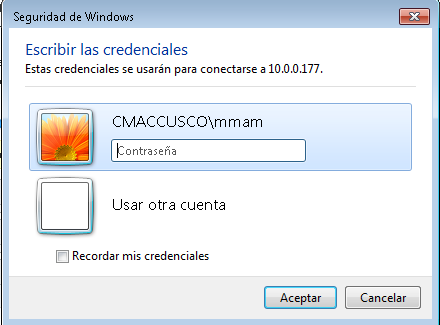 Seguridad de Windows
Escribir las credenciales
Estas credenciales se usarán para conectarse a 10.0.0.177.
CMACCUSCO\mmam
Contraseña
Usar otra cuenta
Recordar mis credenciales
Aceptar
Cancelar